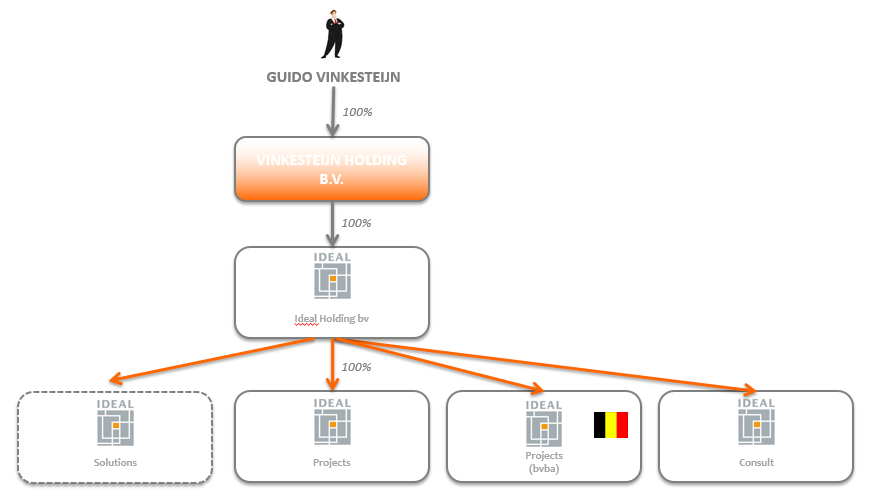 GUIDO VINKESTEIJN
100%
VINKESTEIJN HOLDING
B.V.
100%
IDEAL
Ideal Holding bv
100%
IDEAL
Solutions
IDEAL
Projects
IDEAL
Projects
(bvba)
IDEAL
Consult